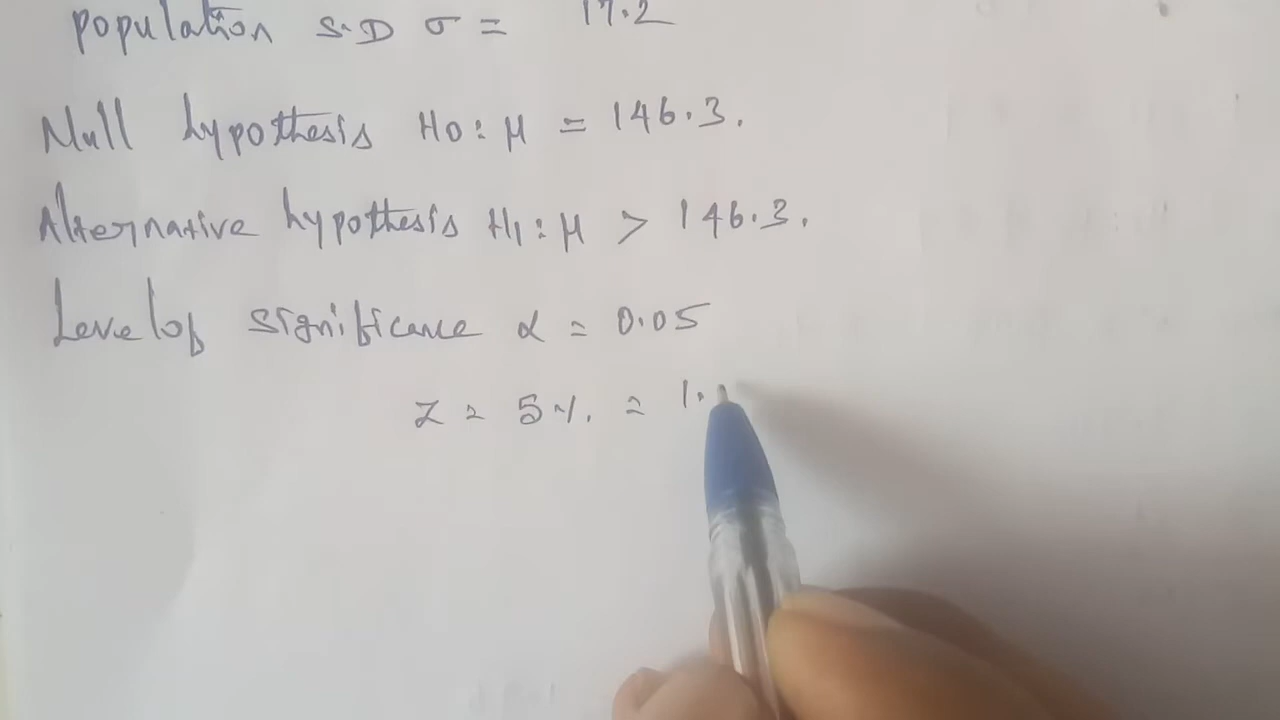 population S.D σ = 17.2
Null hypothesis H0 : μ = 146.3.
Alternative hypothesis H1 : μ > 146.3.
Level of significance α = 0.05
Z = 5%. = 1.